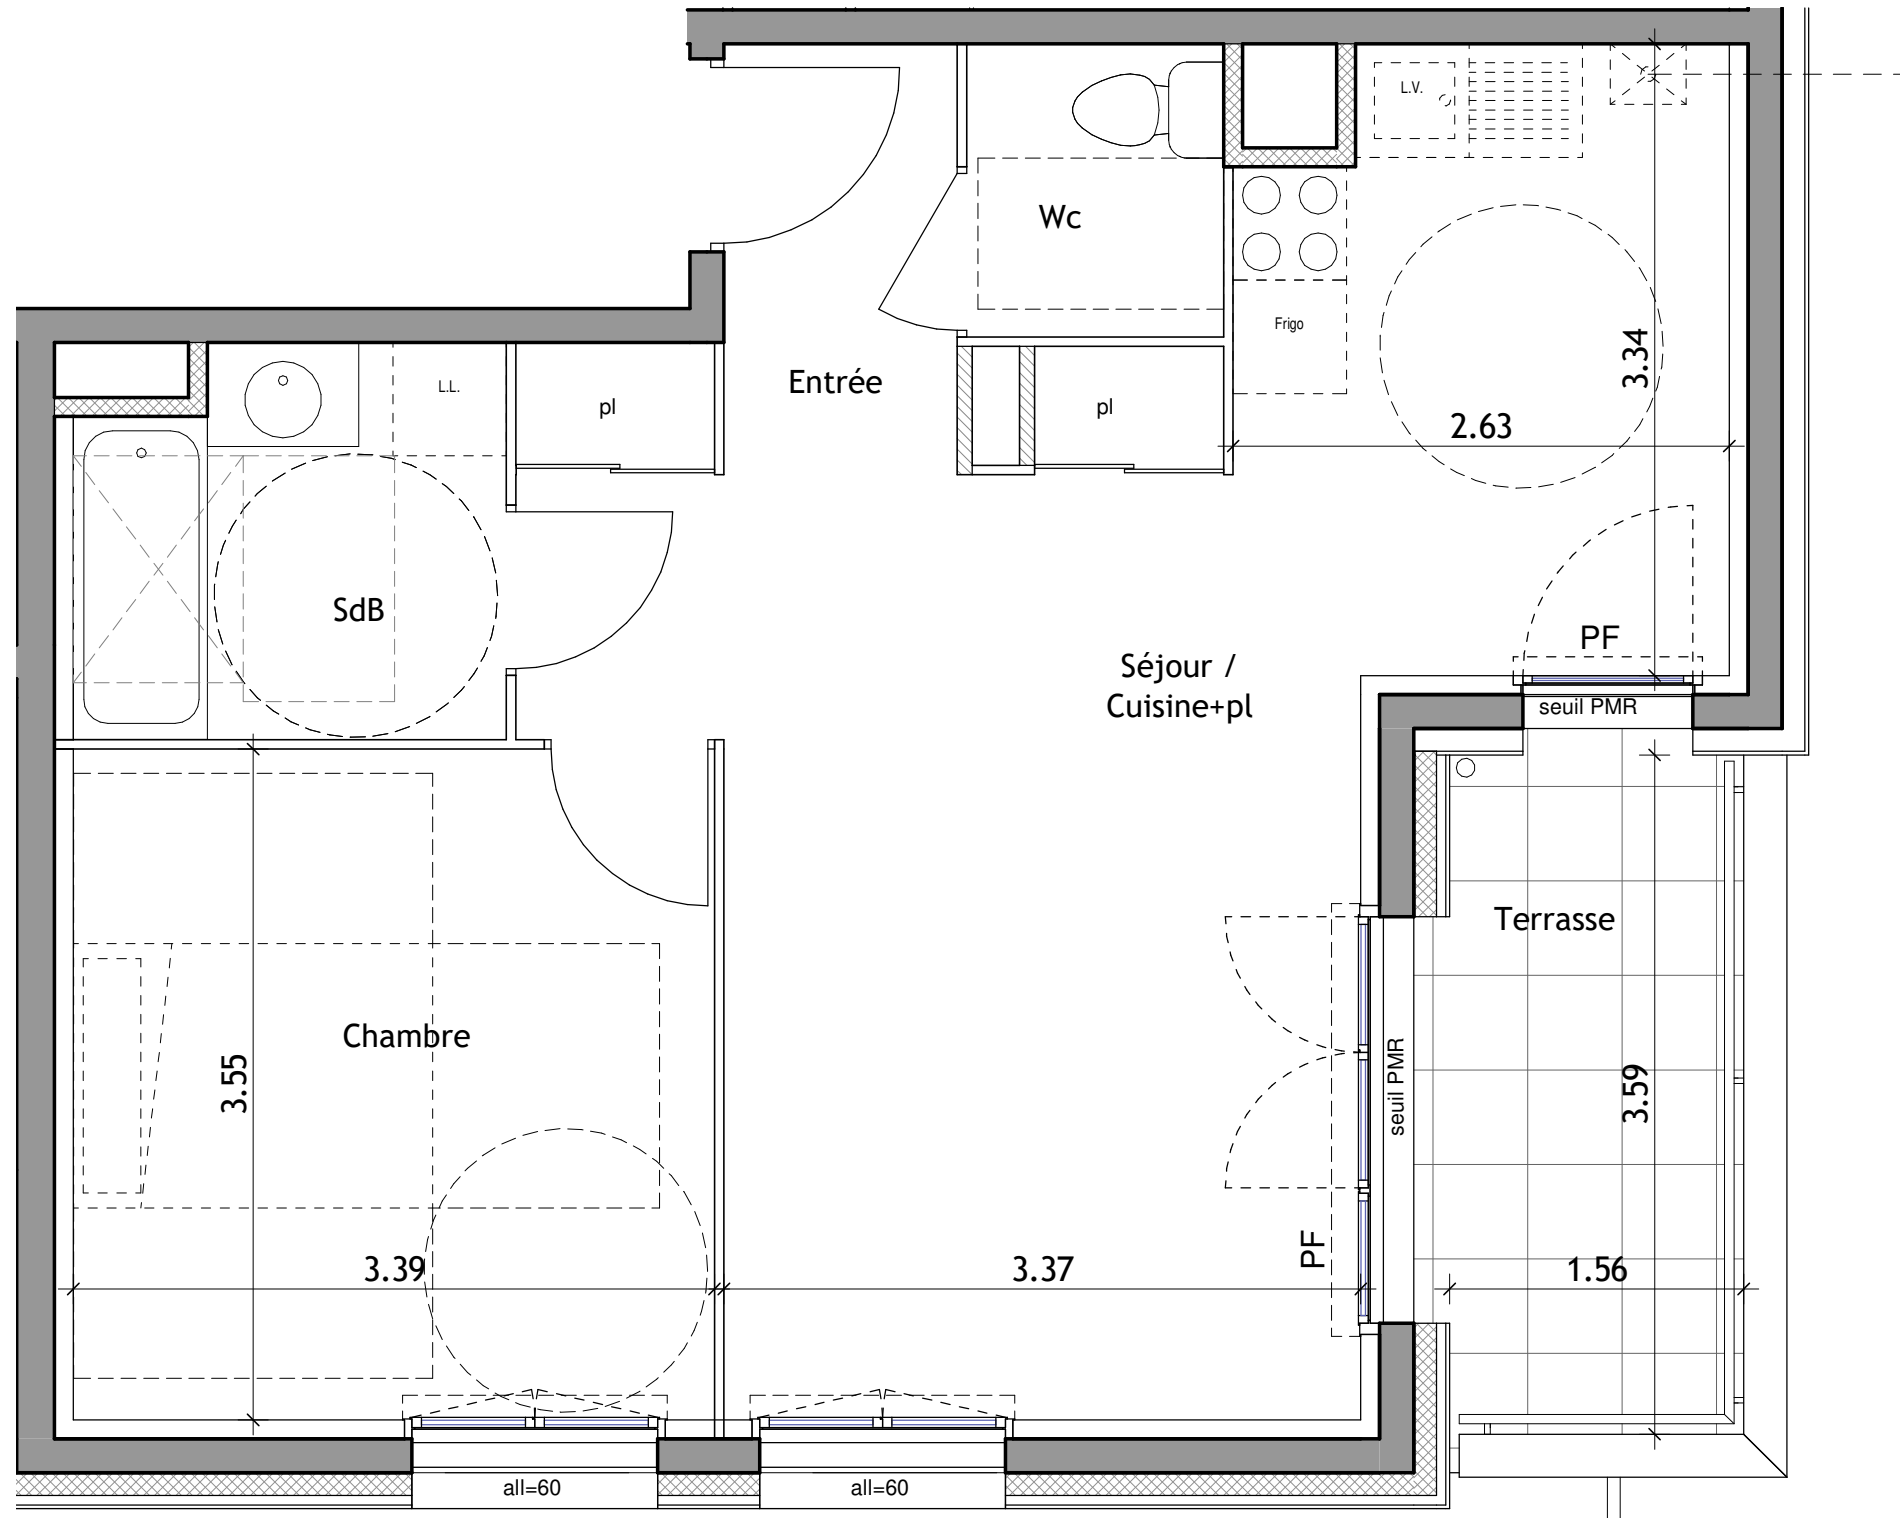 L.V.
Wc
Frigo
3.34
Entrée
L.L.
pl
pl
2.63
SdB
PF
Séjour /
Cuisine+pl
seuil PMR
Terrasse
Chambre
3.55
seuil PMR
3.59
PF
3.39
3.37
1.56
all=60
all=60